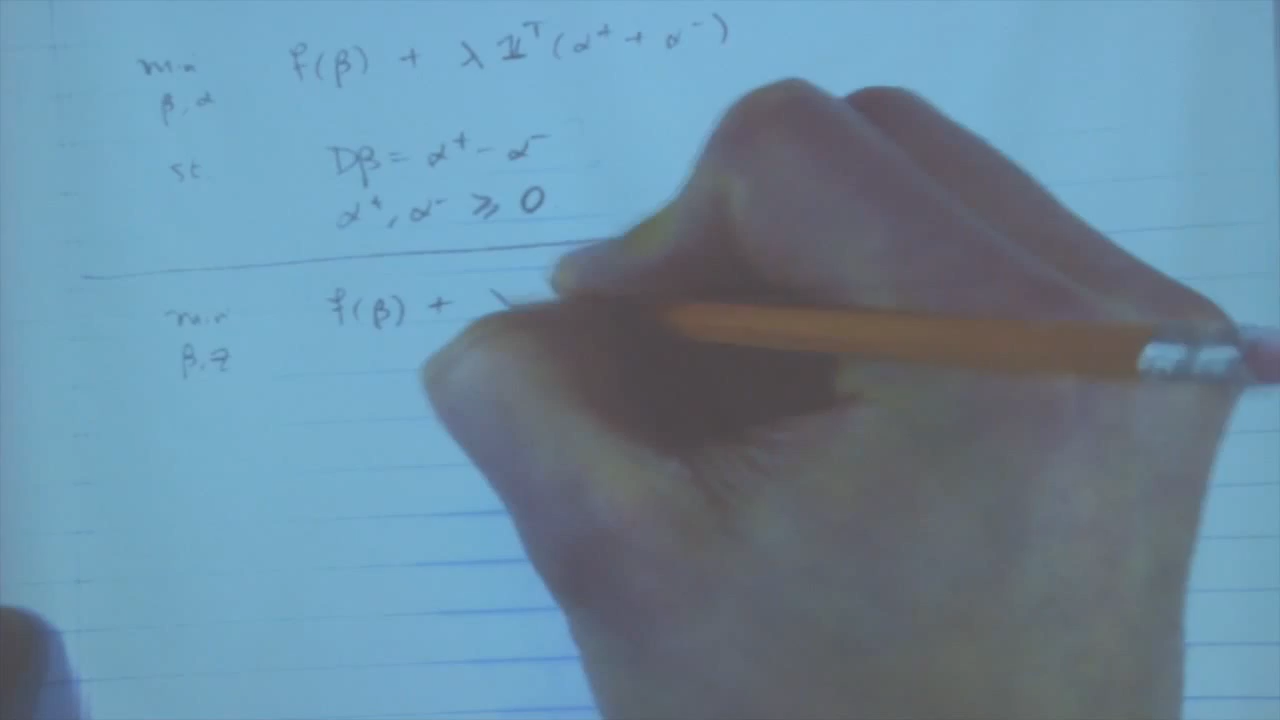 min f(β) + λ 𝟙ᵀ(α⁺ + α⁻)
β, α
st Dβ = α⁺ - α⁻
α⁺, α⁻ ⩾ 0
min f(β) + λ
β, z